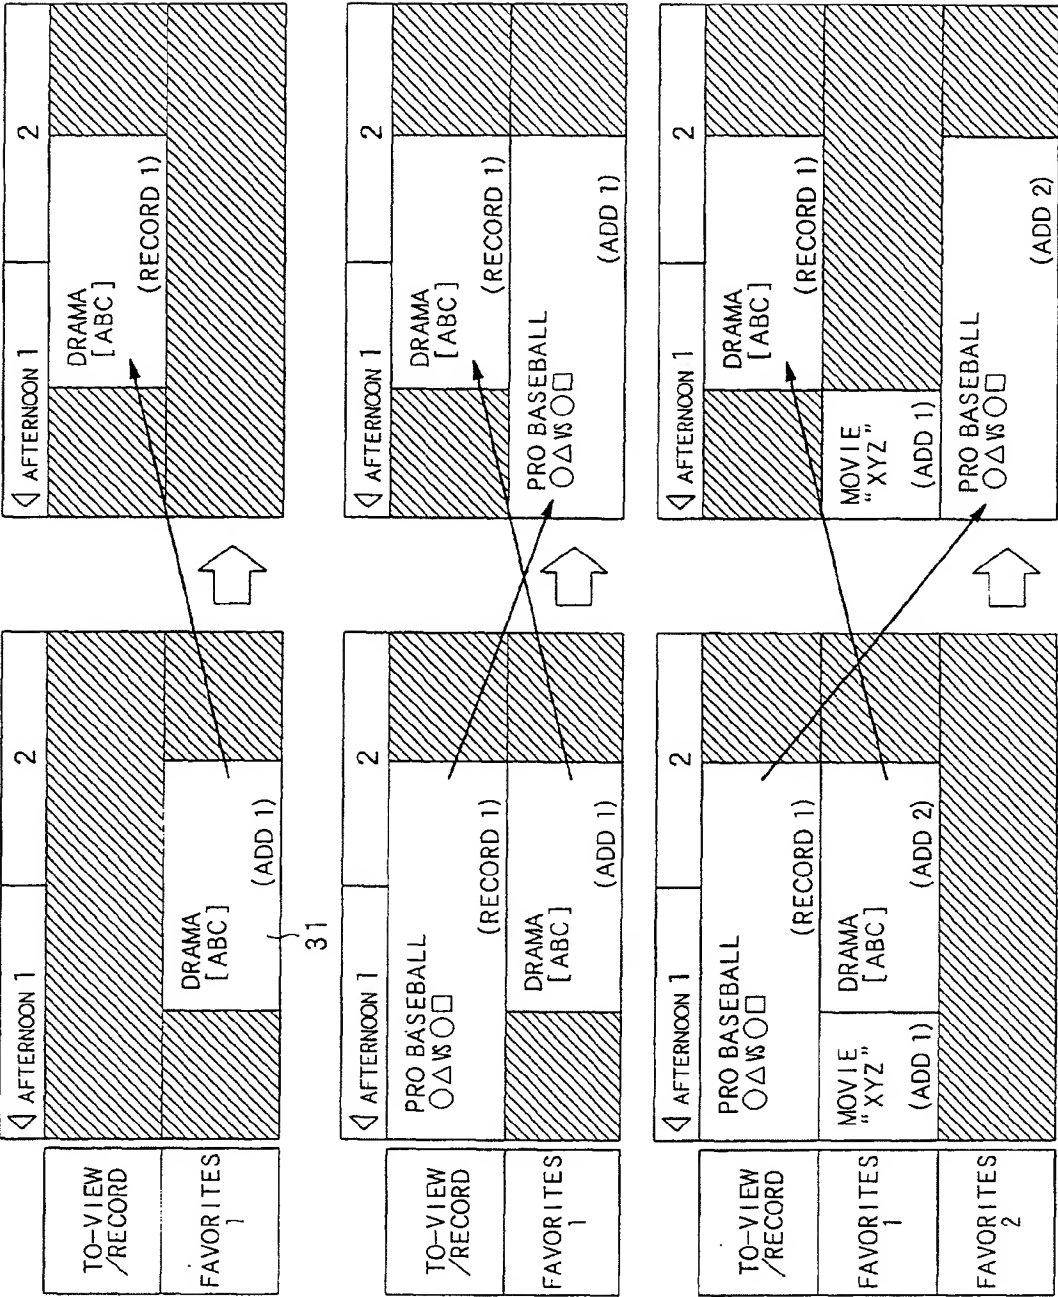 ◁ AFTERNOON 1
2
TO-VIEW
/RECORD
FAVORITES
1
DRAMA
[ABC]
(ADD 1)
31
◁ AFTERNOON 1
2
DRAMA
[ABC]
(RECORD 1)
◁ AFTERNOON 1
2
TO-VIEW
/RECORD
PRO BASEBALL
○△VS○□
(RECORD 1)
FAVORITES
1
DRAMA
[ABC]
(ADD 1)
◁ AFTERNOON 1
2
DRAMA
[ABC]
(RECORD 1)
PRO BASEBALL
○△VS○□
(ADD 1)
◁ AFTERNOON 1
2
TO-VIEW
/RECORD
PRO BASEBALL
○△VS○□
(RECORD 1)
FAVORITES
1
MOVIE
“XYZ”
(ADD 1)
DRAMA
[ABC]
(ADD 2)
FAVORITES
2
◁ AFTERNOON 1
2
DRAMA
[ABC]
(RECORD 1)
MOVIE
“XYZ”
(ADD 1)
PRO BASEBALL
○△VS○□
(ADD 2)